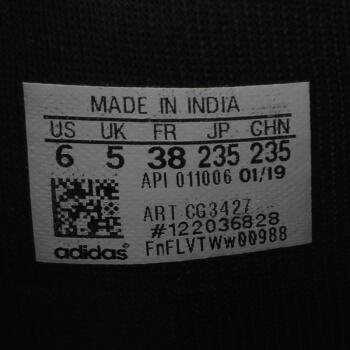 MADE IN INDIA
US UK FR JP CHN
6 5 38 235 235
API 011006 01/19
ART CG3427
#122036828
adidas® FnFLVTWw00988